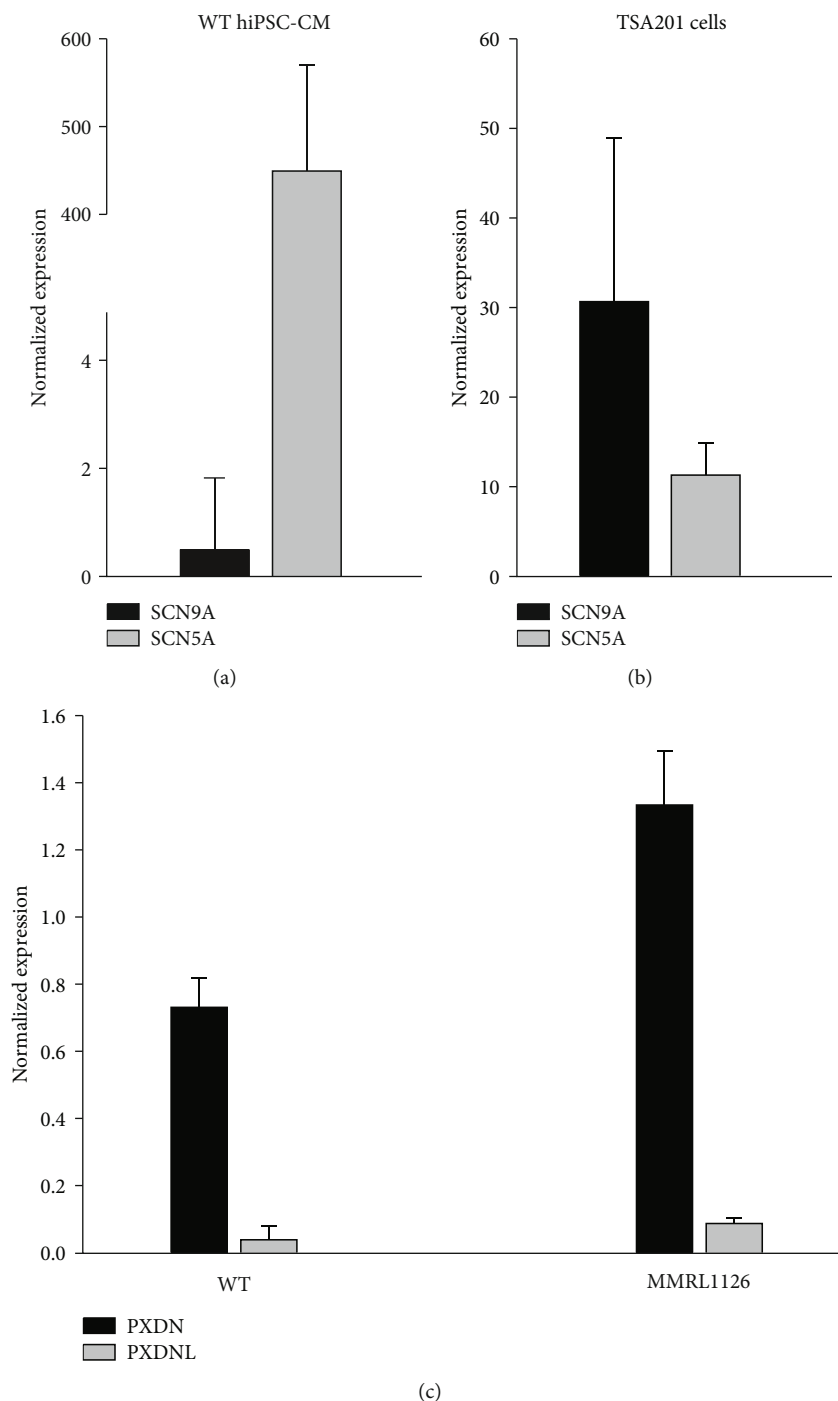 WT hiPSC-CM
600
500
400
4
2
0
Normalized expression
SCN9A
SCN5A
(a)
TSA201 cells
60
50
40
30
20
10
0
Normalized expression
SCN9A
SCN5A
(b)
1.6
1.4
1.2
1.0
0.8
0.6
0.4
0.2
0.0
Normalized expression
WT
MMRL1126
PXDN
PXDNL
(c)